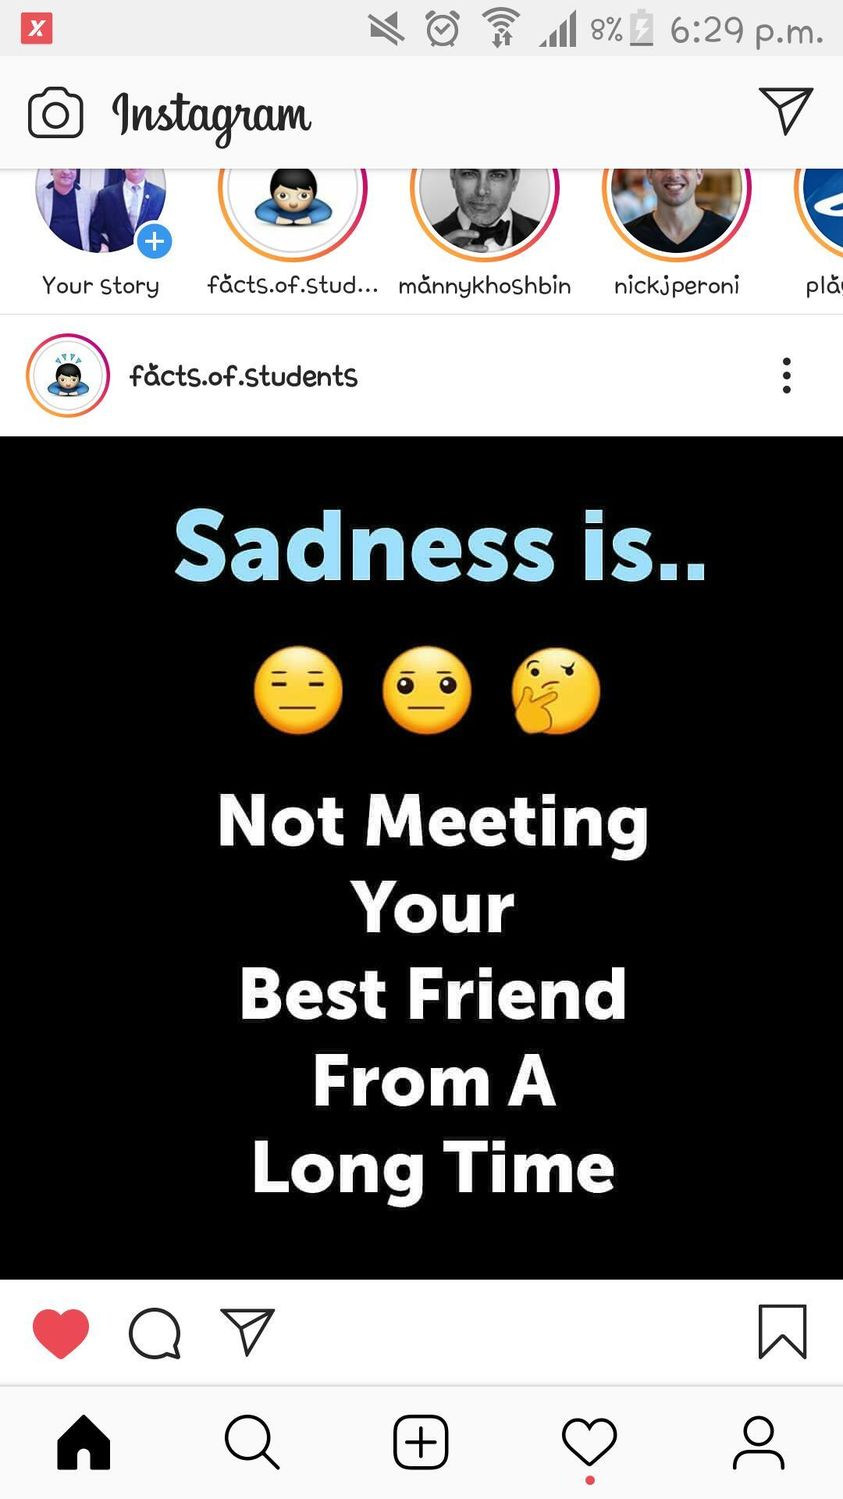 8% 6:29 p.m.
Instagram
Your story
facts.of.stud...
mannykhoshbin
nickjperoni
facts.of.students
Sadness is..
Not Meeting
Your
Best Friend
From A
Long Time